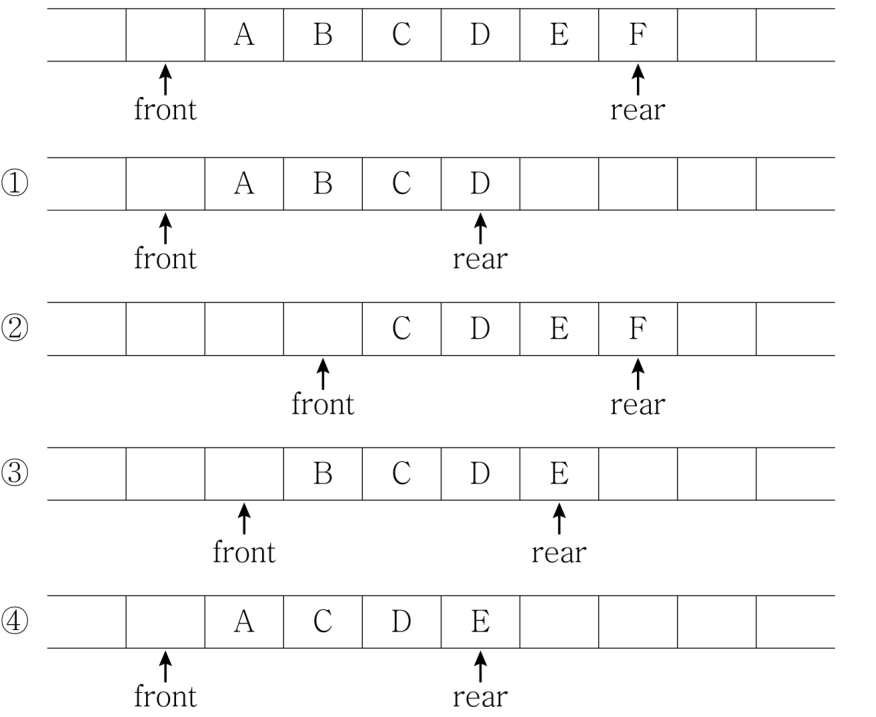 A B C D E F
front rear
① A B C D
front rear
② C D E F
front rear
③ B C D E
front rear
④ A C D E
front rear